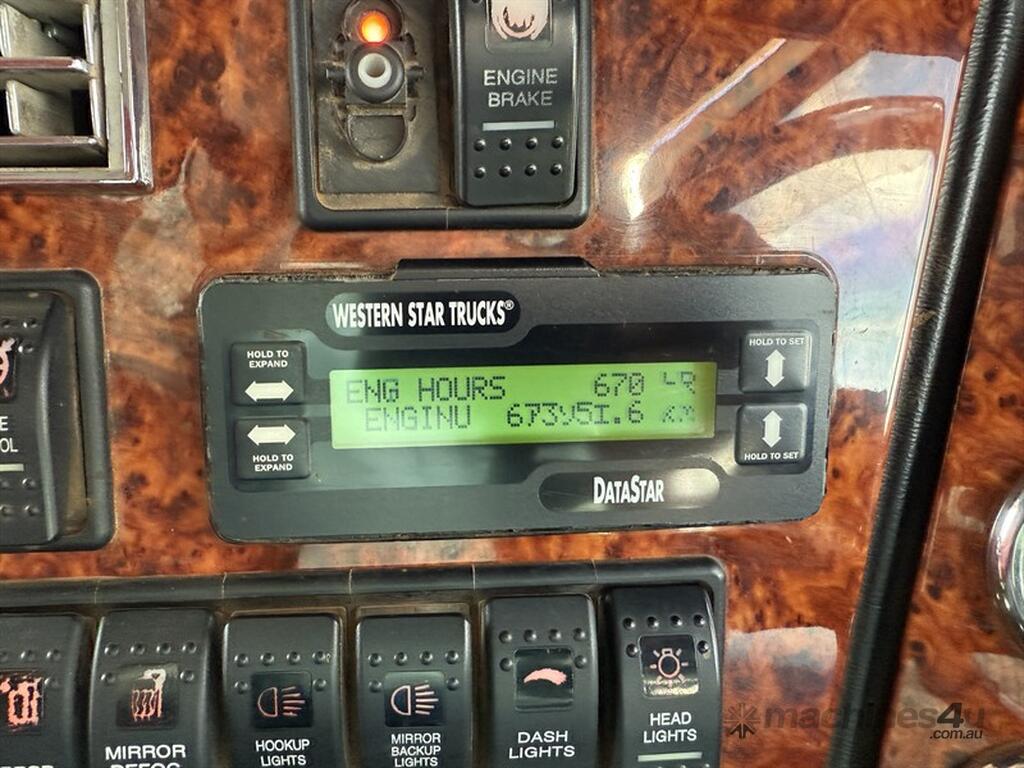 ENGINE
BRAKE
WESTERN STAR TRUCKS®
HOLD TO
EXPAND
HOLD TO SET
ENG HOURS 670
HOLD TO
EXPAND
HOLD TO SET
DATASTAR
MIRROR
HOOKUP
LIGHTS
MIRROR
BACKUP
LIGHTS
DASH
LIGHTS
HEAD
LIGHTS
machines4u
.com.au